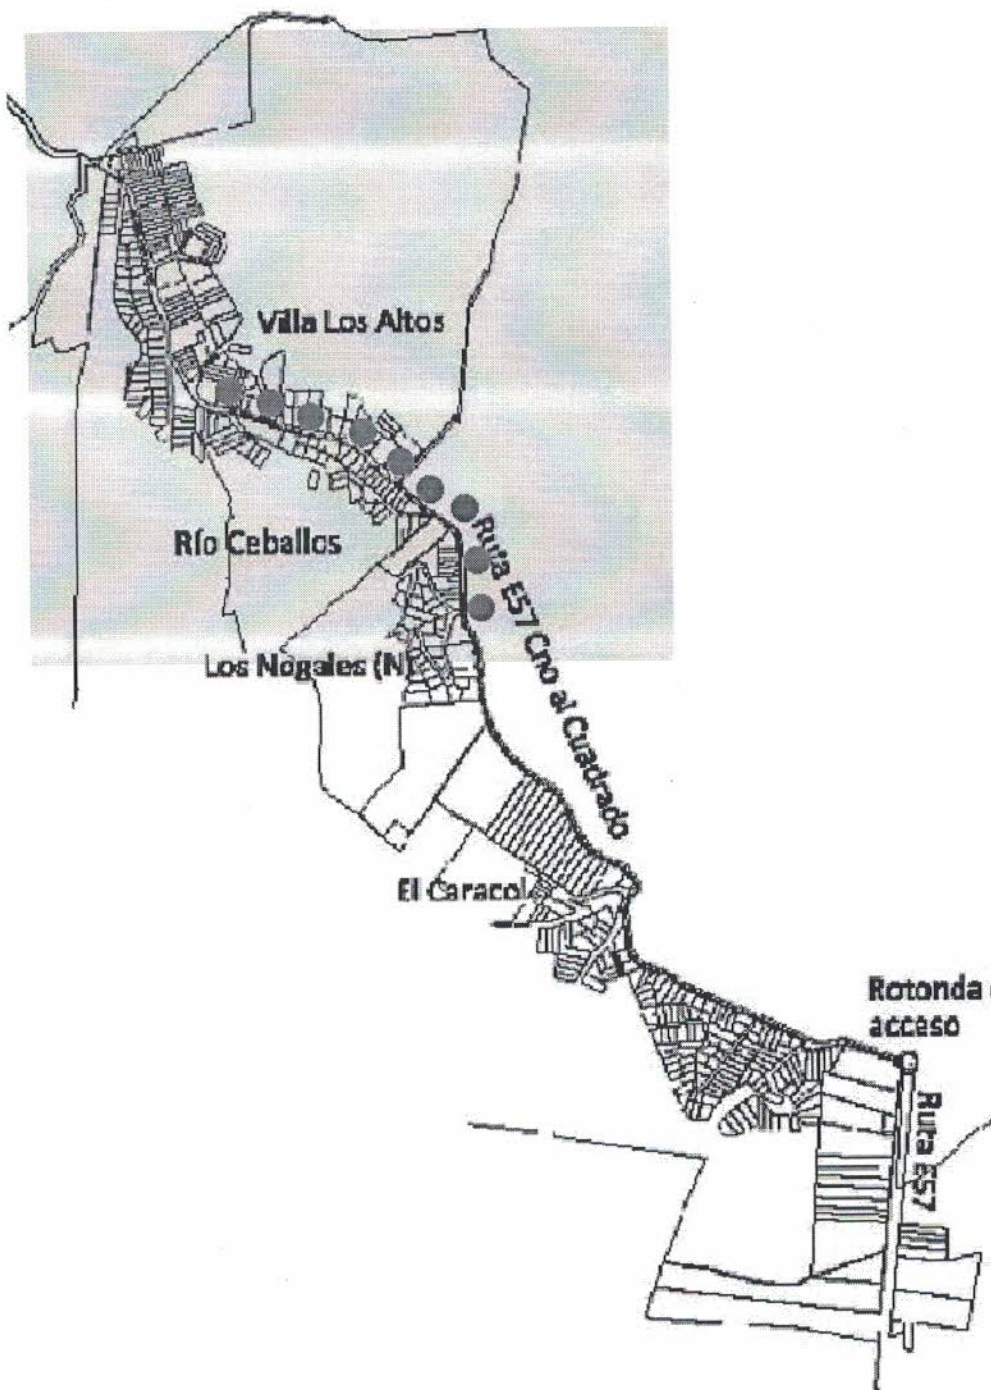 Villa Los Altos
Río Ceballos
Ruta E57 Cno al Cuadrado
Los Nogales (N)
El Caracol
Rotonda
acceso
Ruta E57